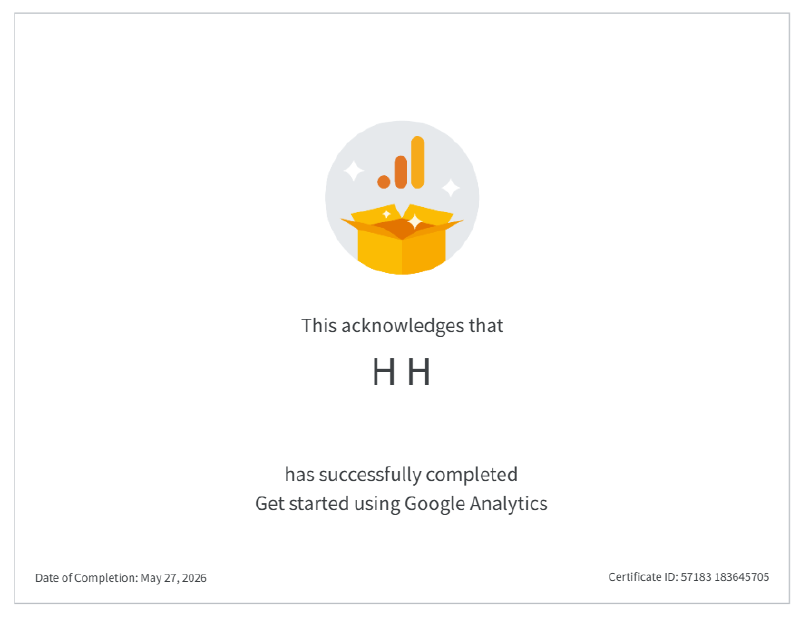 This acknowledges that
H H
has successfully completed
Get started using Google Analytics
Date of Completion: May 27, 2026
Certificate ID: 57183 183645705